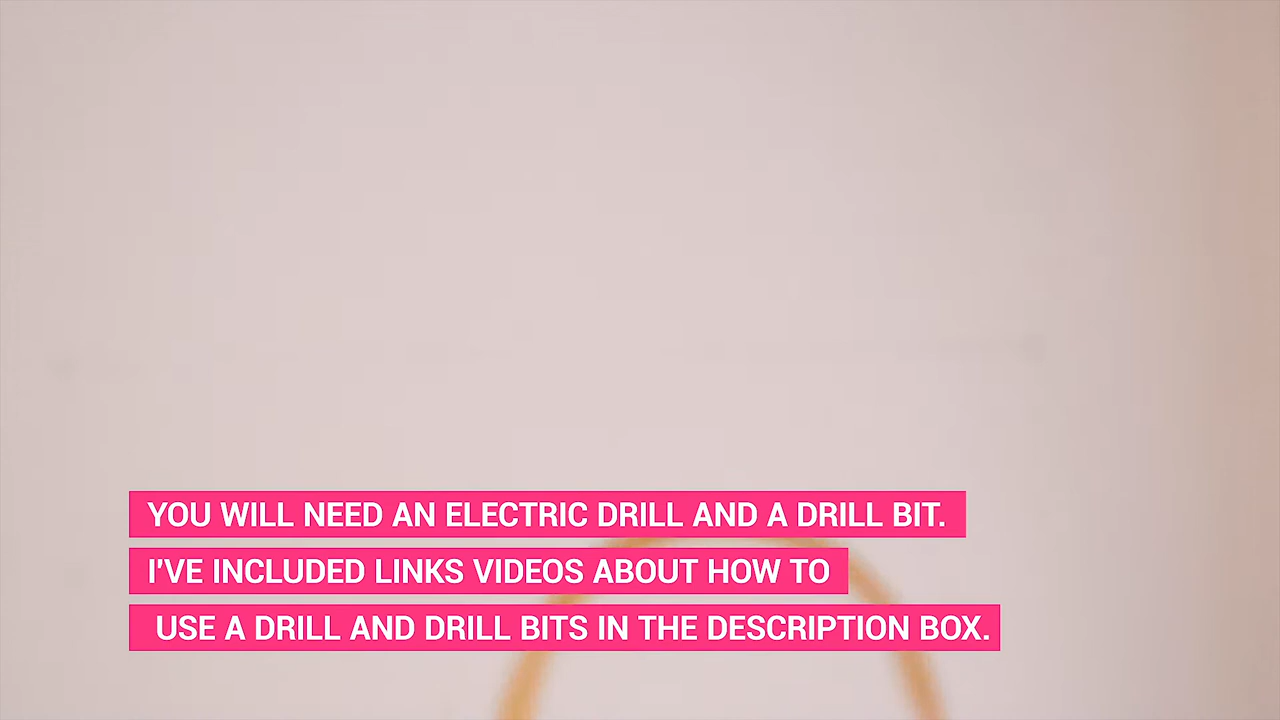 YOU WILL NEED AN ELECTRIC DRILL AND A DRILL BIT.
I'VE INCLUDED LINKS VIDEOS ABOUT HOW TO
USE A DRILL AND DRILL BITS IN THE DESCRIPTION BOX.